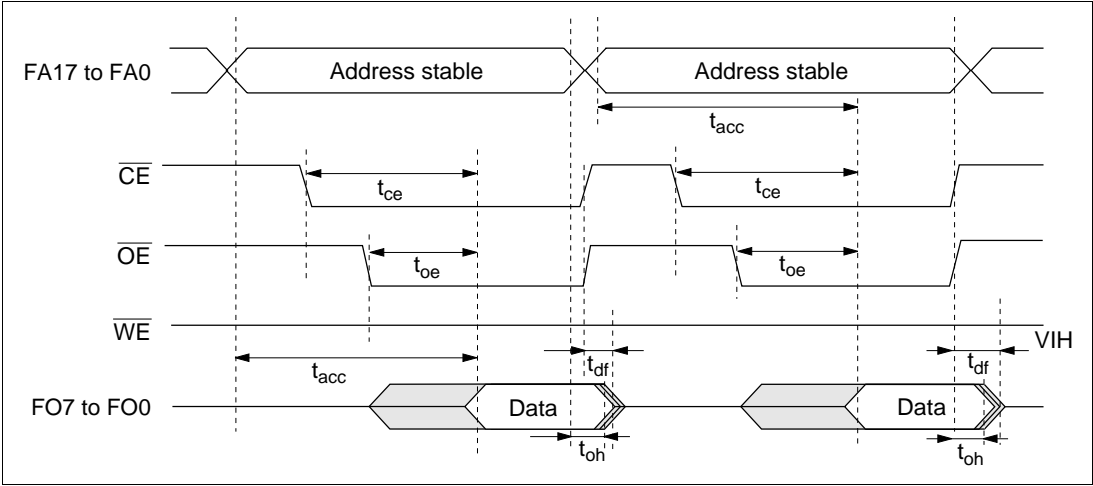 FA17 to FA0
Address stable
Address stable
tacc
CE
tce
tce
OE
toe
toe
WE
VIH
tacc
tdf
tdf
FO7 to FO0
Data
Data
toh
toh